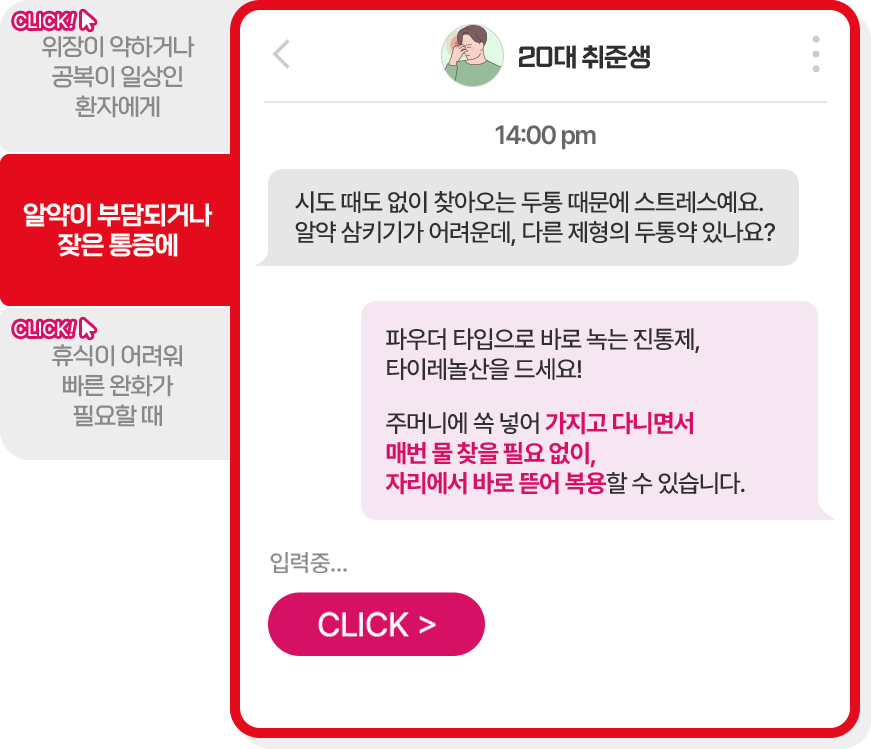 CLICK!
위장이 약하거나
공복이 일상인
환자에게
알약이 부담되거나
잦은 통증에
CLICK!
휴식이 어려워
빠른 완화가
필요할 때
20대 취준생
14:00 pm
시도 때도 없이 찾아오는 두통 때문에 스트레스예요.
알약 삼키기가 어려운데, 다른 제형의 두통약 있나요?
파우더 타입으로 바로 녹는 진통제,
타이레놀산을 드세요!
주머니에 쏙 넣어 가지고 다니면서
매번 물 찾을 필요 없이,
자리에서 바로 뜯어 복용할 수 있습니다.
입력중...
CLICK >